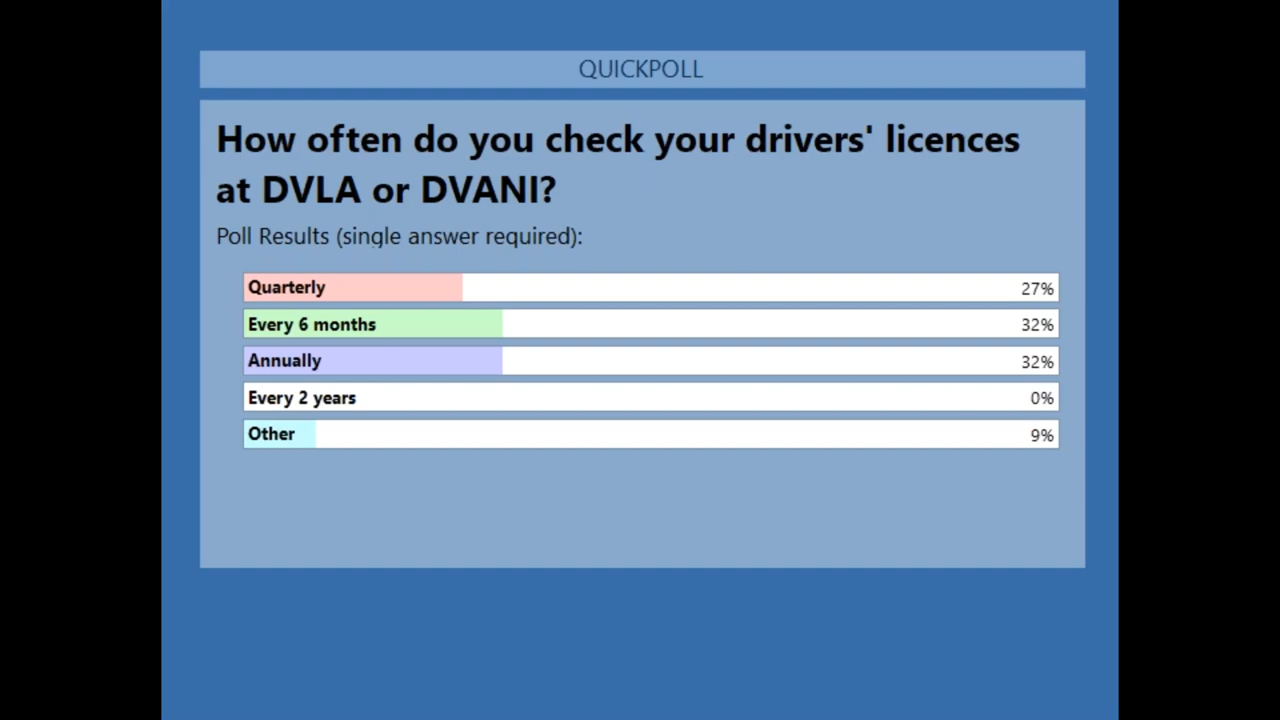 QUICKPOLL
How often do you check your drivers' licences
at DVLA or DVANI?
Poll Results (single answer required):
Quarterly 27%
Every 6 months 32%
Annually 32%
Every 2 years 0%
Other 9%